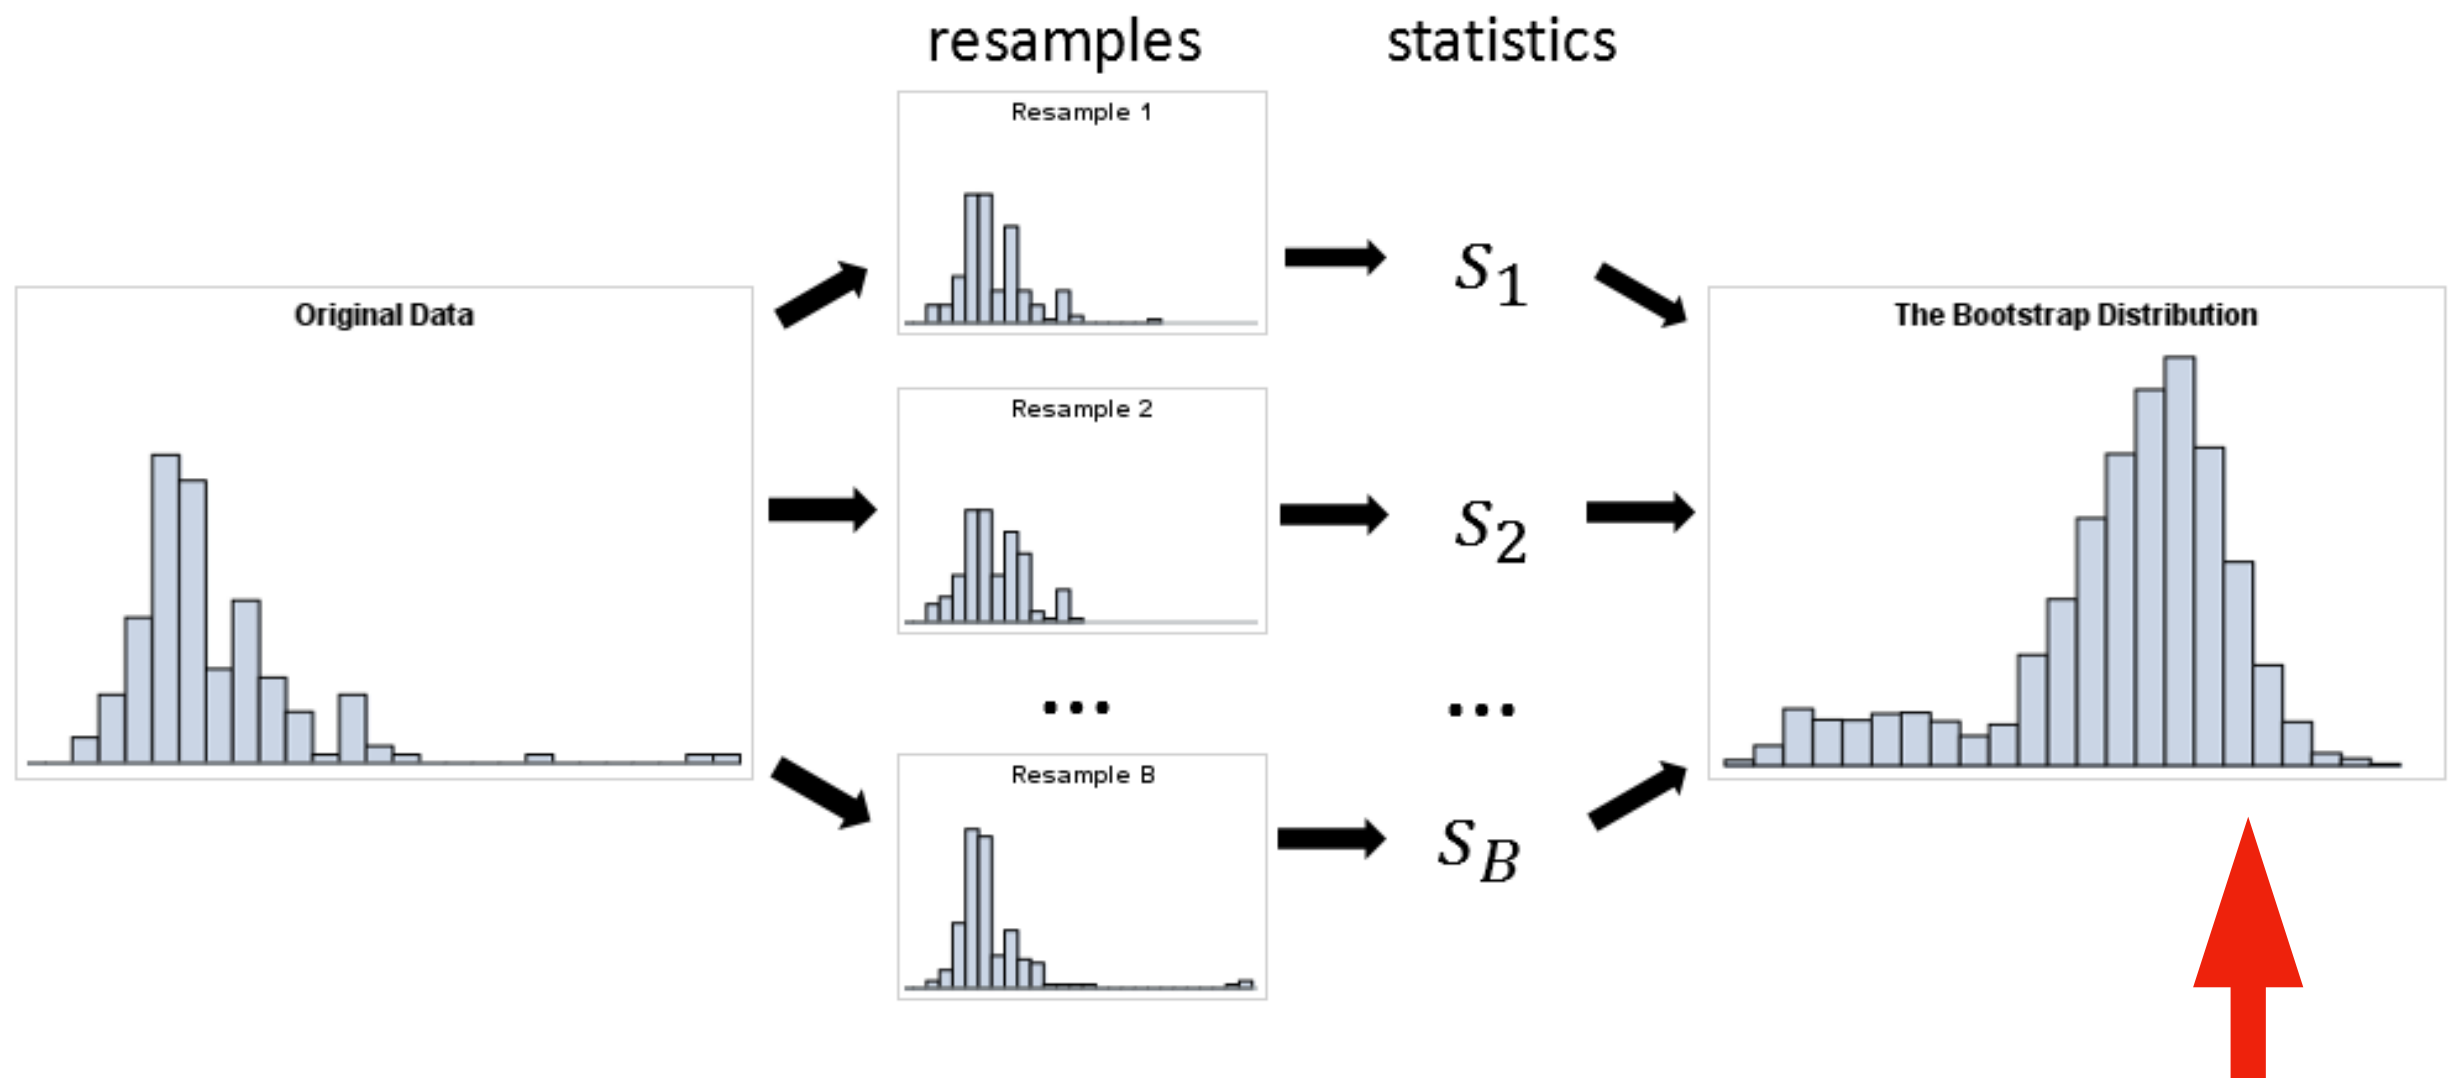 resamples
statistics
Resample 1
S1
Original Data
The Bootstrap Distribution
Resample 2
S2
...
...
Resample B
SB